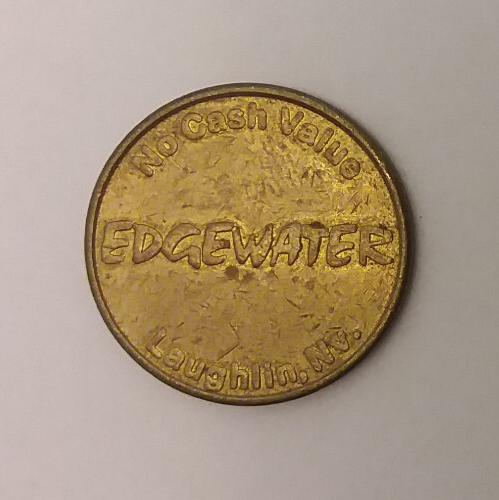 No Cash Value
EDGEWATER
Laughlin, NV.